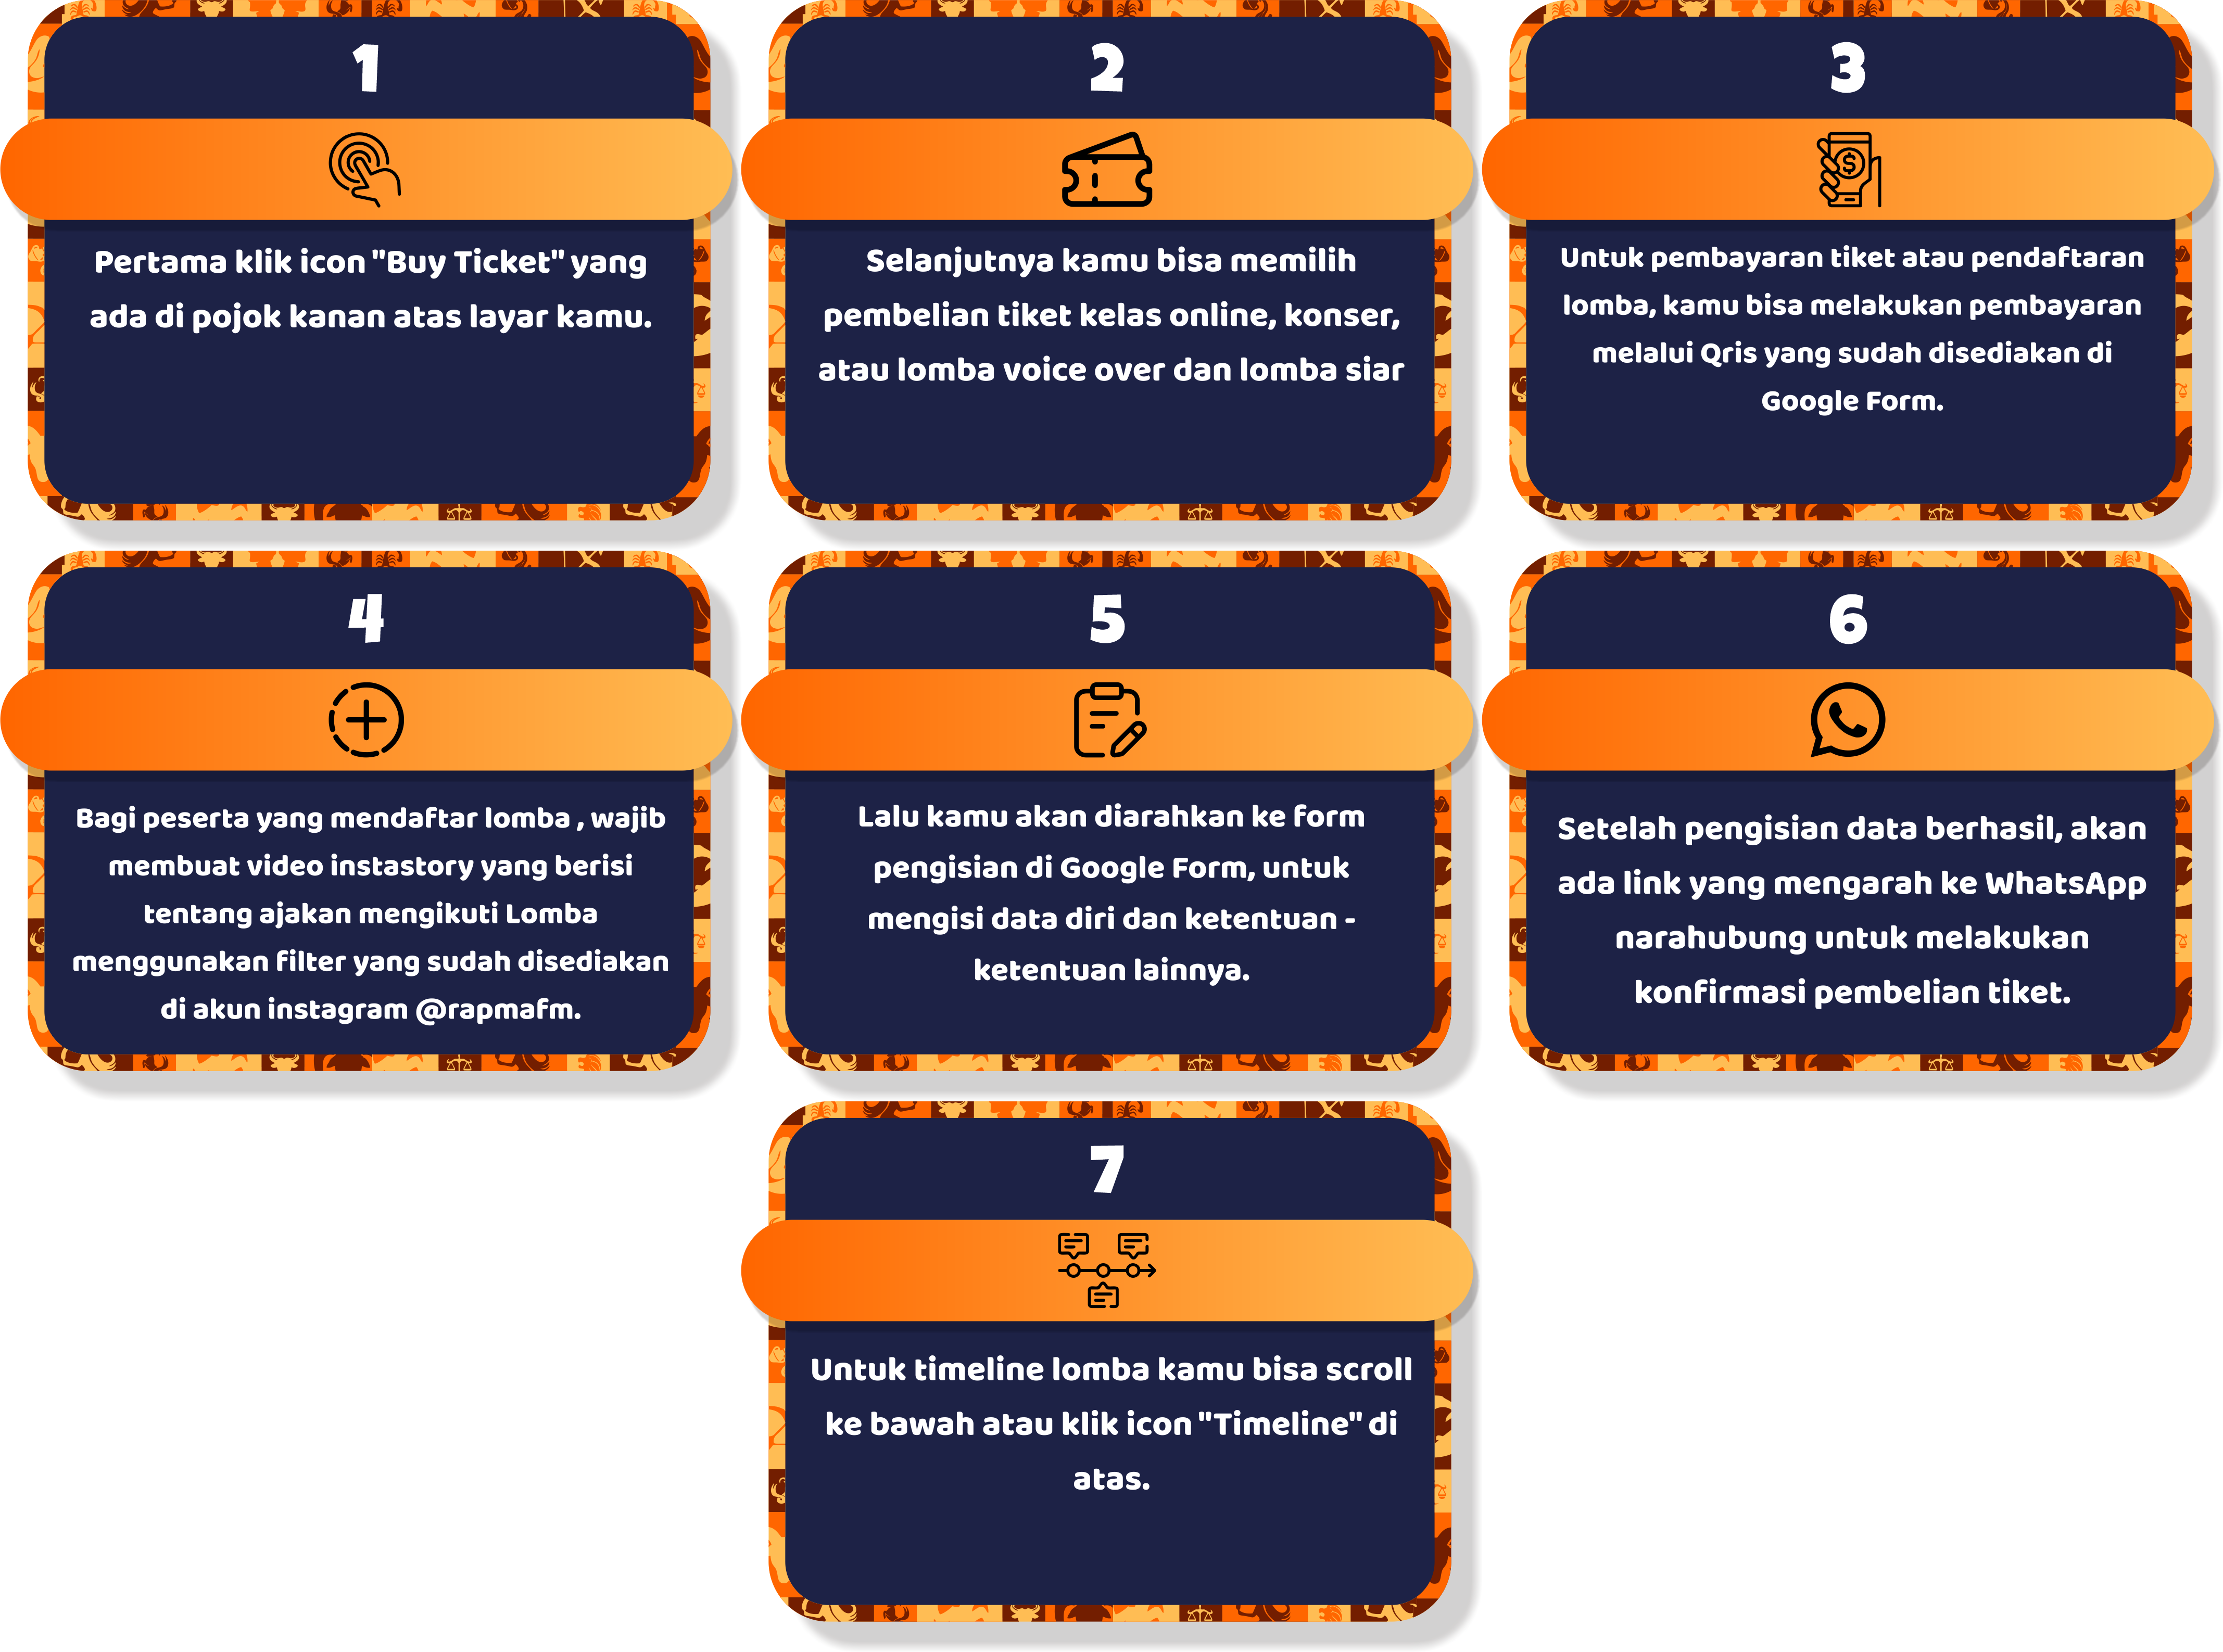 1
Pertama klik icon "Buy Ticket" yang
ada di pojok kanan atas layar kamu.
2
Selanjutnya kamu bisa memilih
pembelian tiket kelas online, konser,
atau lomba voice over dan lomba siar
3
Untuk pembayaran tiket atau pendaftaran
lomba, kamu bisa melakukan pembayaran
melalui Qris yang sudah disediakan di
Google Form.
4
Bagi peserta yang mendaftar lomba , wajib
membuat video instastory yang berisi
tentang ajakan mengikuti Lomba
menggunakan filter yang sudah disediakan
di akun instagram @rapmafm.
5
Lalu kamu akan diarahkan ke form
pengisian di Google Form, untuk
mengisi data diri dan ketentuan -
ketentuan lainnya.
6
Setelah pengisian data berhasil, akan
ada link yang mengarah ke WhatsApp
narahubung untuk melakukan
konfirmasi pembelian tiket.
7
Untuk timeline lomba kamu bisa scroll
ke bawah atau klik icon "Timeline" di
atas.